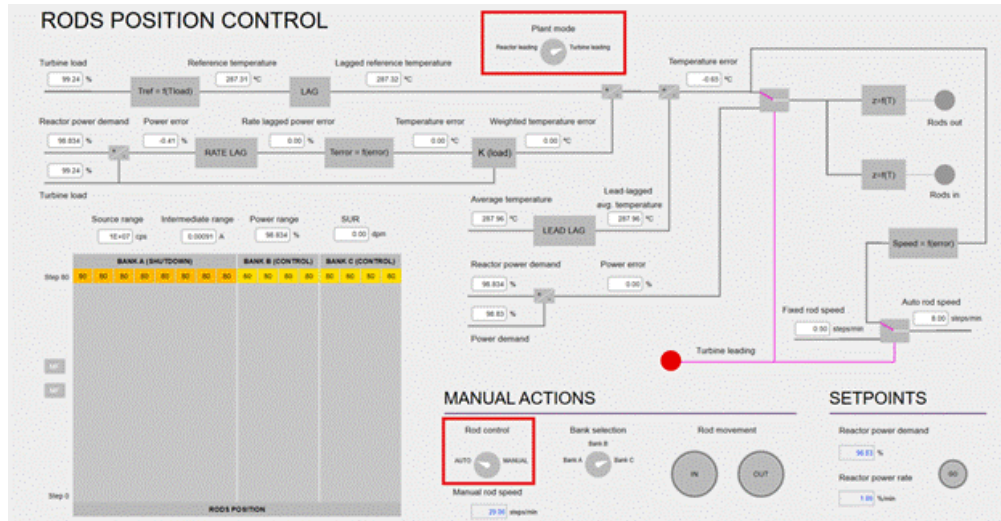 RODS POSITION CONTROL
Plant mode
Reactor leading
Turbine leading
Turbine load
99.24 %
Tref = f(Tload)
Reference temperature
287.31 ºC
LAG
Lagged reference temperature
287.32 ºC
Temperature error
-0.65 ºC
Reactor power demand
98.834 %
99.24 %
Turbine load
Power error
-0.41 %
RATE LAG
Rate lagged power error
0.00 %
Terror = f(error)
Temperature error
0.00 ºC
K (load)
Weighted temperature error
0.00 ºC
z=f(T)
Rods out
z=f(T)
Rods in
Average temperature
287.96 ºC
LEAD LAG
Lead-lagged
avg. temperature
287.96 ºC
Speed = f(error)
Reactor power demand
98.834 %
98.83 %
Power demand
Power error
0.00 %
Fixed rod speed
0.50 steps/min
Auto rod speed
8.00 steps/min
Turbine leading
Source range
1E+07 cps
Intermediate range
0.00091 A
Power range
98.834 %
SUR
0.00 dpm
BANK A (SHUTDOWN) BANK B (CONTROL) BANK C (CONTROL)
Step 80 80 80 80 80 80 80 80 80 80 80 80 80 80 80 80 80
Step 0
RODS POSITION
MANUAL ACTIONS
Rod control
AUTO MANUAL
Bank selection
Bank B
Bank A Bank C
Rod movement
IN OUT
Manual rod speed
steps/min
SETPOINTS
Reactor power demand
98.83 %
Reactor power rate
%/min
GO